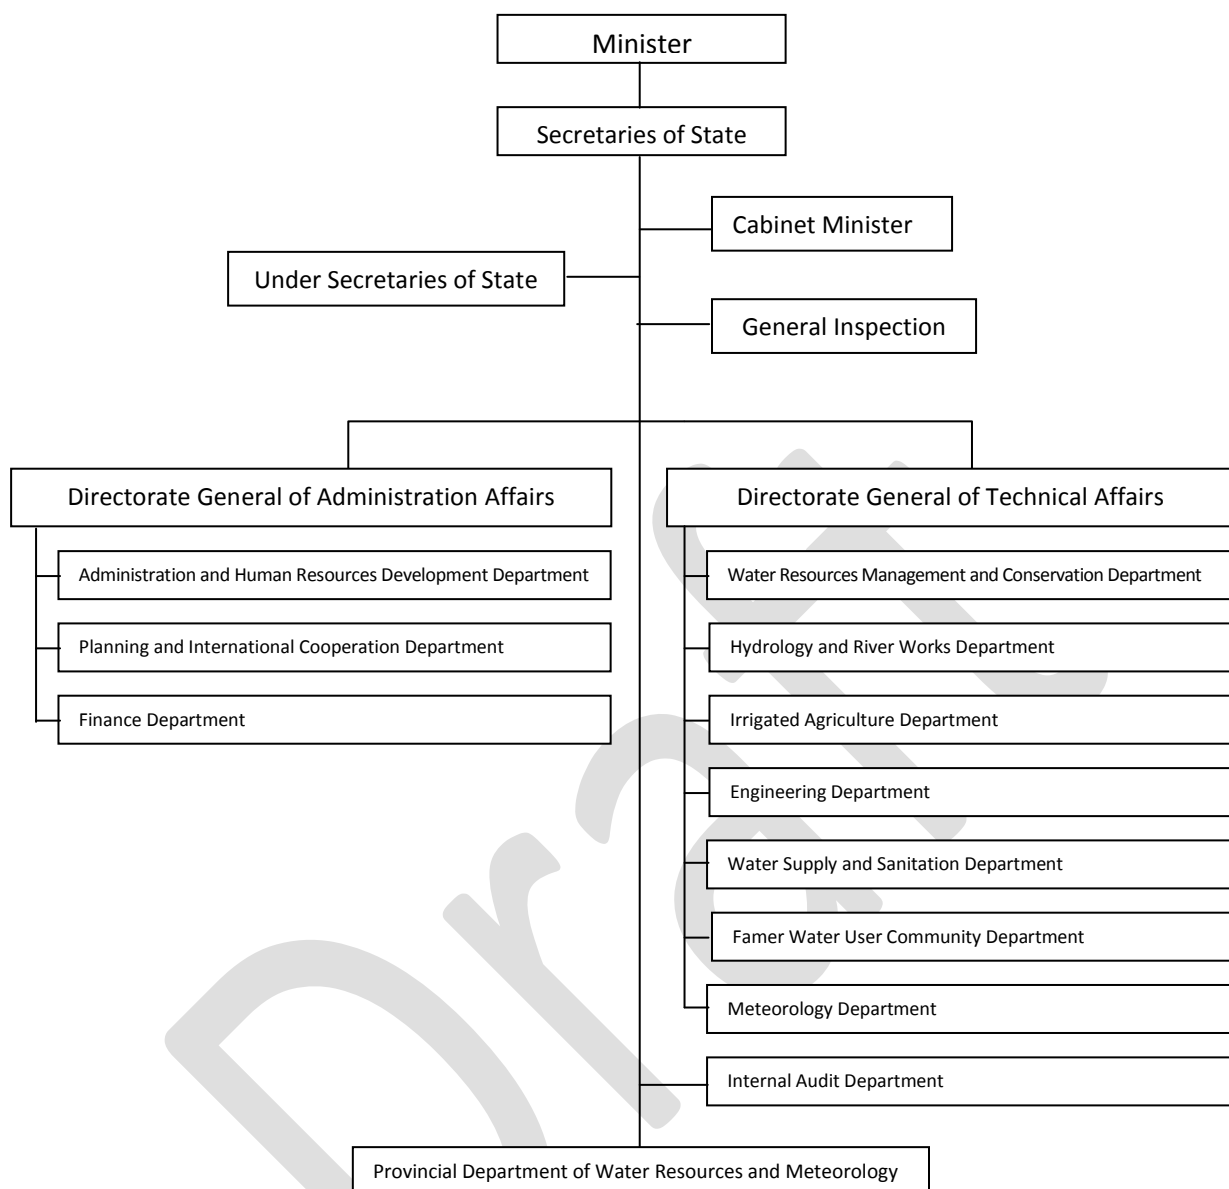 Minister
Secretaries of State
Cabinet Minister
Under Secretaries of State
General Inspection
Directorate General of Administration Affairs
Administration and Human Resources Development Department
Planning and International Cooperation Department
Finance Department
Directorate General of Technical Affairs
Water Resources Management and Conservation Department
Hydrology and River Works Department
Irrigated Agriculture Department
Engineering Department
Water Supply and Sanitation Department
Famer Water User Community Department
Meteorology Department
Internal Audit Department
Provincial Department of Water Resources and Meteorology
Draft